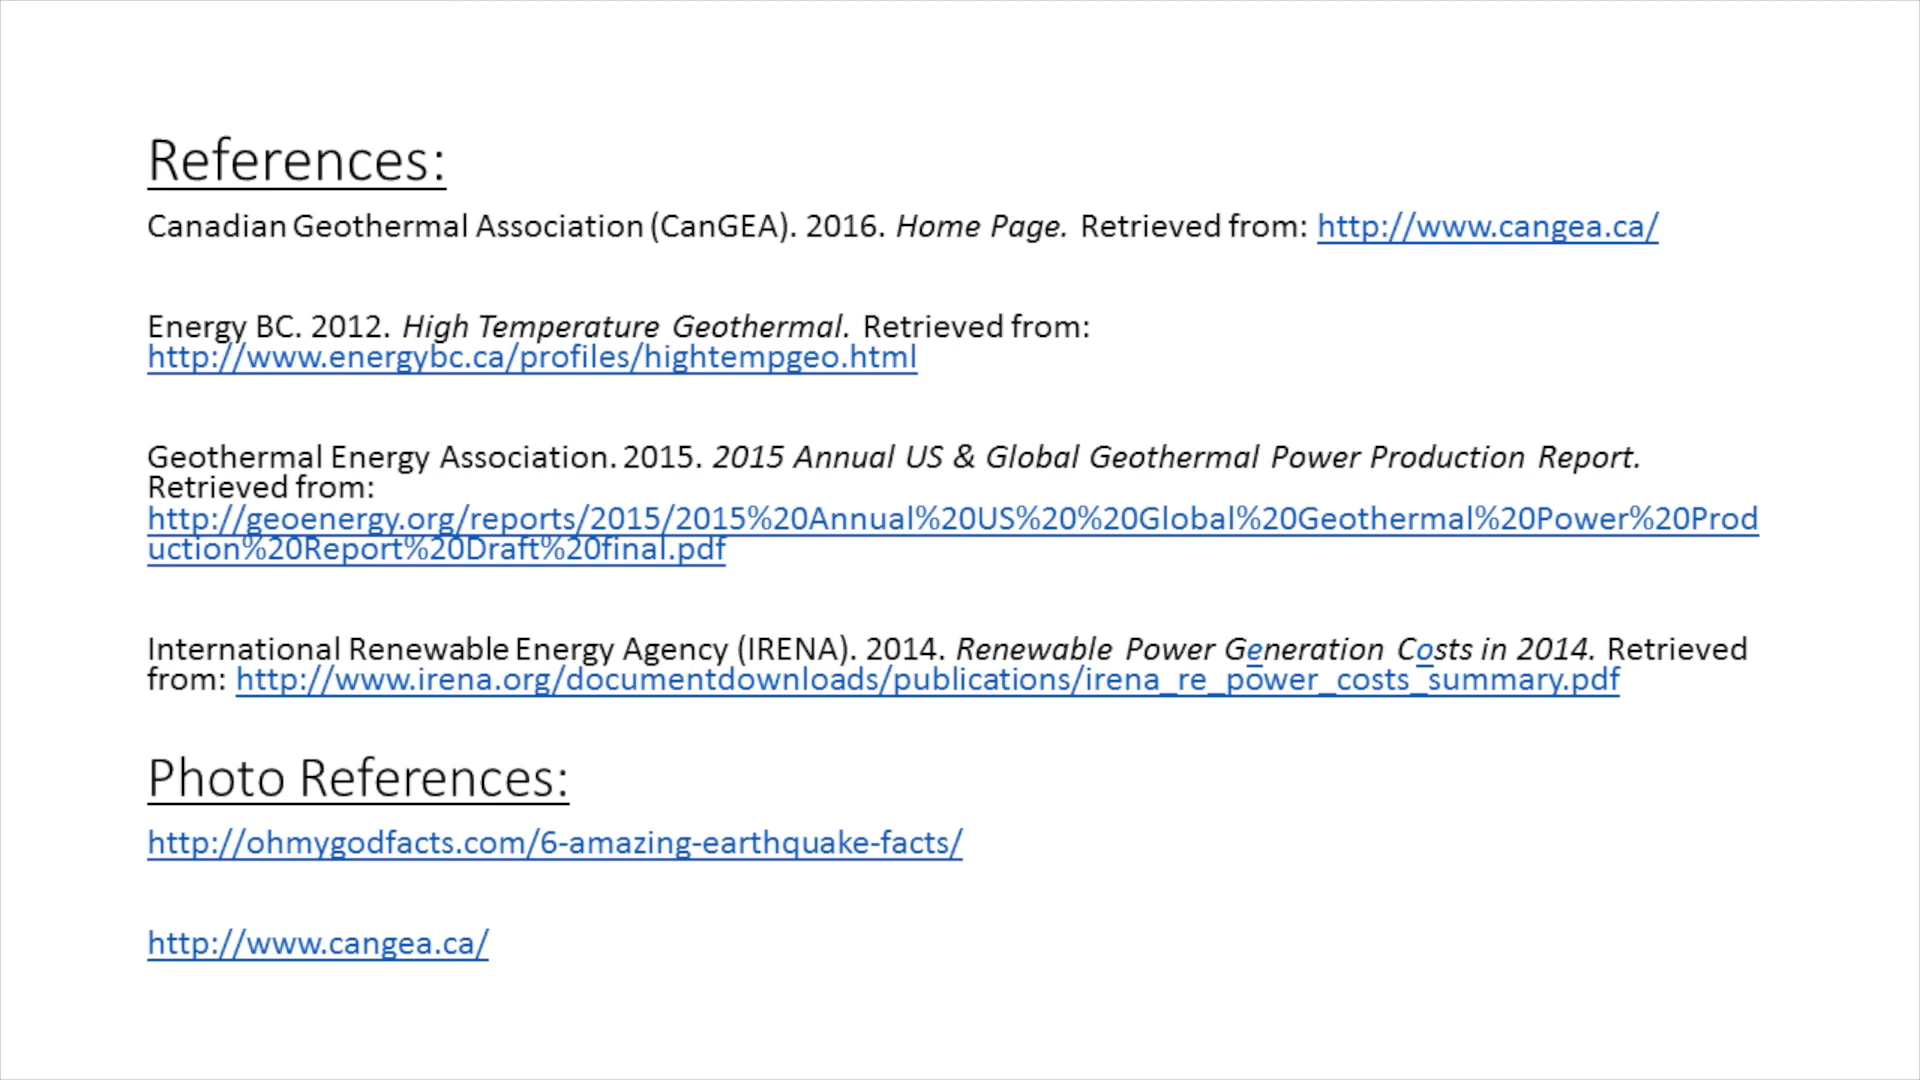 References:
Canadian Geothermal Association (CanGEA). 2016. Home Page. Retrieved from: http://www.cangea.ca/
Energy BC. 2012. High Temperature Geothermal. Retrieved from:
http://www.energybc.ca/profiles/hightempgeo.html
Geothermal Energy Association. 2015. 2015 Annual US & Global Geothermal Power Production Report.
Retrieved from:
http://geoenergy.org/reports/2015/2015%20Annual%20US%20%20Global%20Geothermal%20Power%20Prod
uction%20Report%20Draft%20final.pdf
International Renewable Energy Agency (IRENA). 2014. Renewable Power Generation Costs in 2014. Retrieved
from: http://www.irena.org/documentdownloads/publications/irena_re_power_costs_summary.pdf
Photo References:
http://ohmygodfacts.com/6-amazing-earthquake-facts/
http://www.cangea.ca/